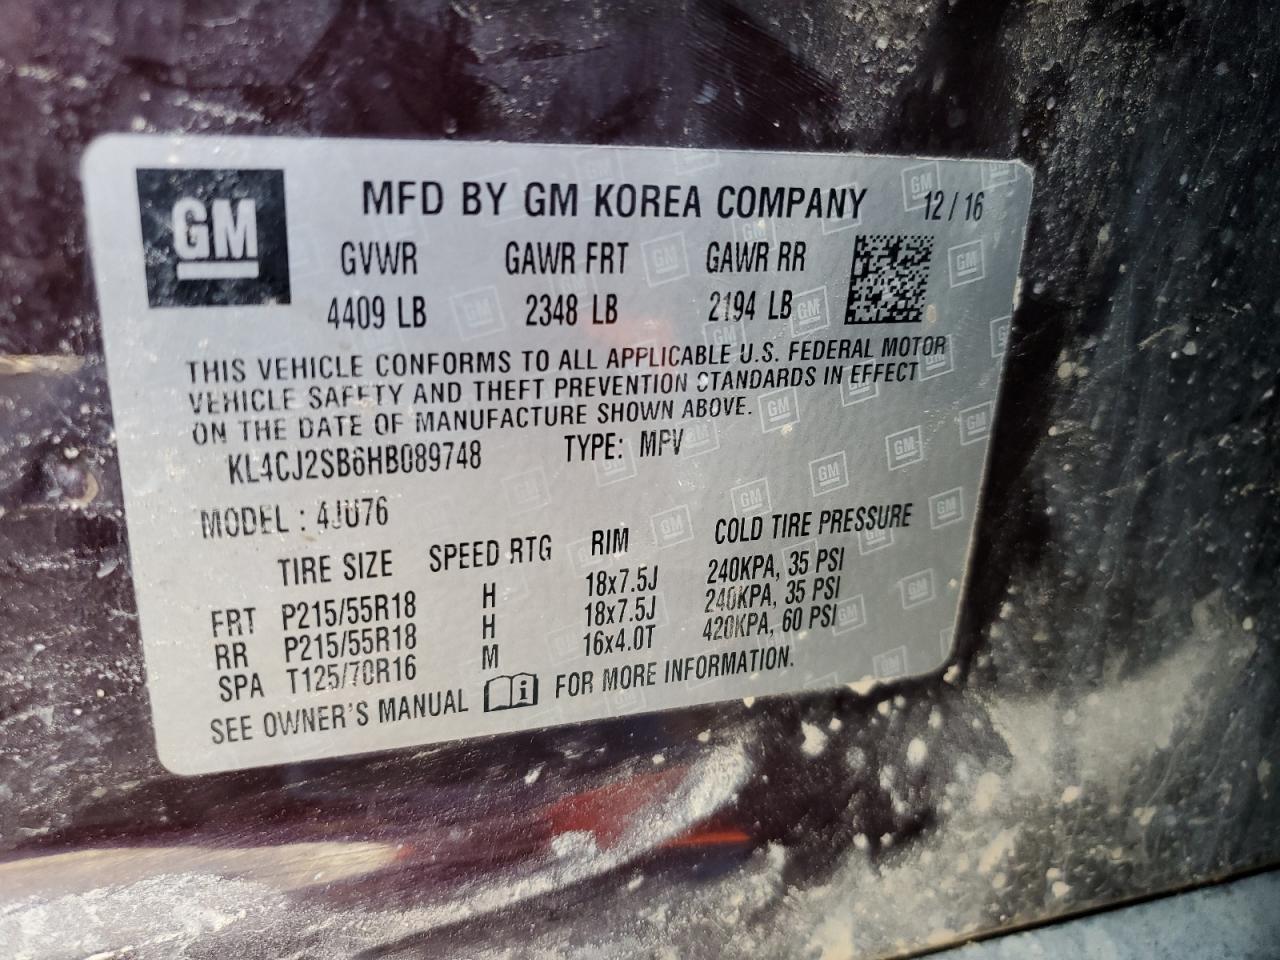 GM
MFD BY GM KOREA COMPANY 12 / 16
GVWR GAWR FRT GAWR RR
4409 LB 2348 LB 2194 LB
THIS VEHICLE CONFORMS TO ALL APPLICABLE U.S. FEDERAL MOTOR
VEHICLE SAFETY AND THEFT PREVENTION STANDARDS IN EFFECT
ON THE DATE OF MANUFACTURE SHOWN ABOVE.
KL4CJ2SB6HB089748 TYPE: MPV
MODEL : 4JU76
TIRE SIZE SPEED RTG RIM COLD TIRE PRESSURE
FRT P215/55R18 H 18x7.5J 240KPA, 35 PSI
RR P215/55R18 H 18x7.5J 240KPA, 35 PSI
SPA T125/70R16 M 16x4.0T 420KPA, 60 PSI
SEE OWNER'S MANUAL i FOR MORE INFORMATION.